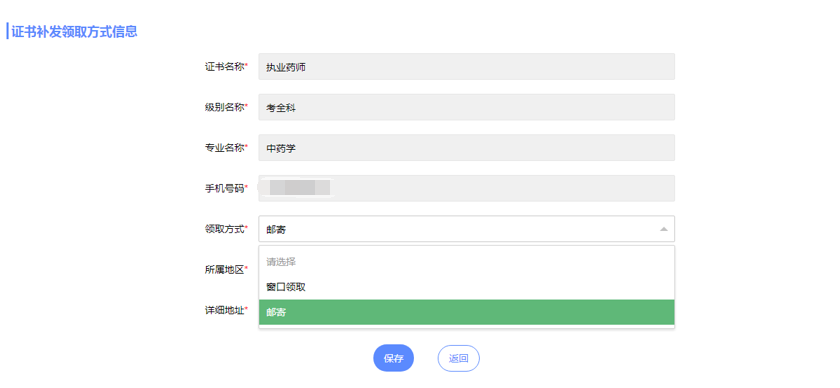 证书补发领取方式信息
证书名称* 执业药师
级别名称* 考全科
专业名称* 中药学
手机号码*
领取方式* 邮寄
请选择
所属地区*
窗口领取
详细地址* 邮寄
保存 返回